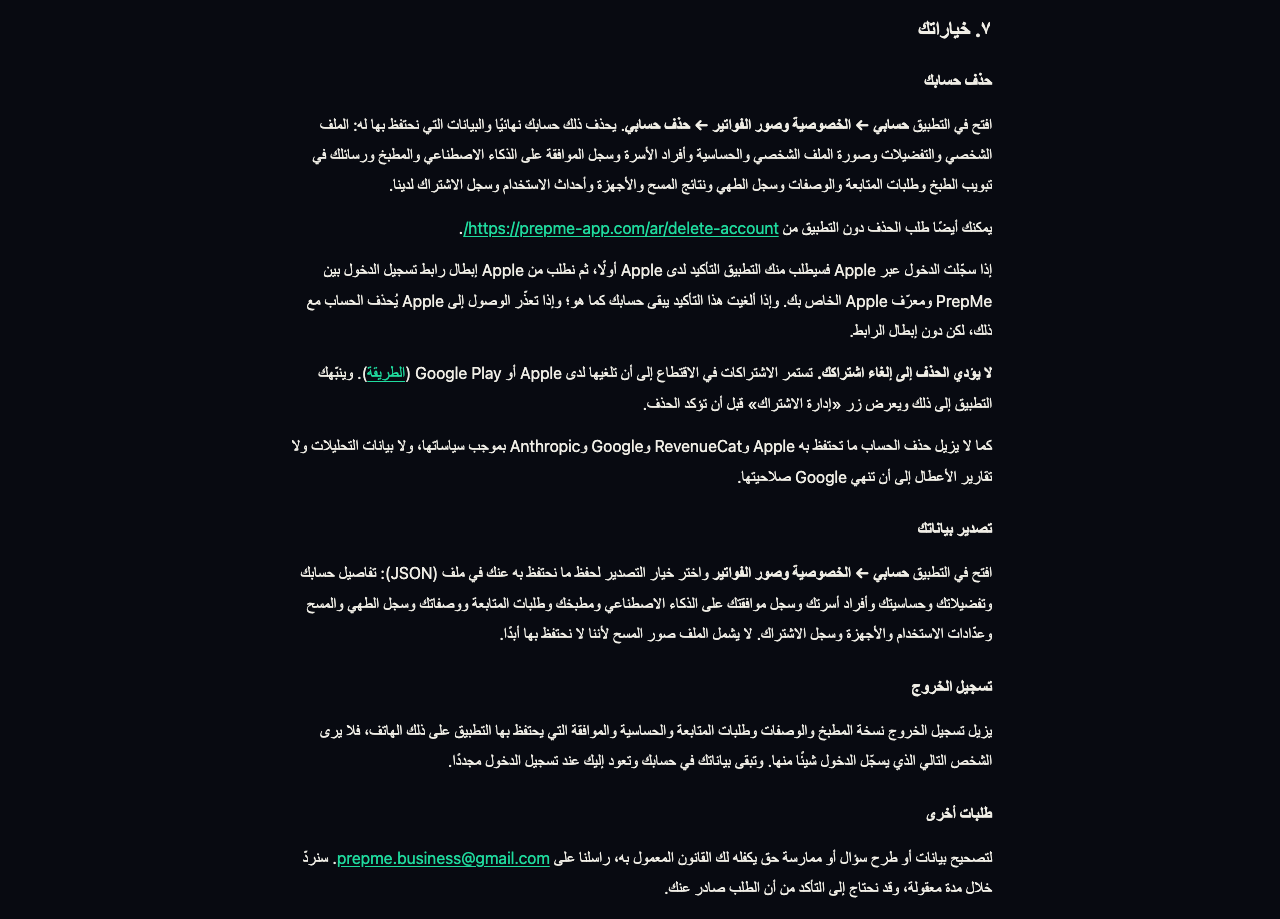 ٧. خياراتك
حذف حسابك
افتح في التطبيق حسابي ← الخصوصية وصور الفواتير ← حذف حسابي. يحذف ذلك حسابك نهائيًا والبيانات التي نحتفظ بها له: الملف
الشخصي والتفضيلات وصورة الملف الشخصي والحساسية وأفراد الأسرة وسجل الموافقة على الذكاء الاصطناعي والمطبخ ورسائلك في
تبويب الطبخ وطلبات المتابعة والوصفات وسجل الطهي ونتائج المسح والأجهزة وأحداث الاستخدام وسجل الاشتراك لدينا.
يمكنك أيضًا طلب الحذف دون التطبيق من https://prepme-app.com/ar/delete-account/.
إذا سجّلت الدخول عبر Apple فسيطلب منك التطبيق التأكيد لدى Apple أولًا، ثم نطلب من Apple إبطال رابط تسجيل الدخول بين
PrepMe ومعرّف Apple الخاص بك. وإذا ألغيت هذا التأكيد يبقى حسابك كما هو؛ وإذا تعذّر الوصول إلى Apple يُحذف الحساب مع
ذلك، لكن دون إبطال الرابط.
لا يؤدي الحذف إلى إلغاء اشتراكك. تستمر الاشتراكات في الاقتطاع إلى أن تلغيها لدى Apple أو Google Play (الطريقة). وينبّهك
التطبيق إلى ذلك ويعرض زر «إدارة الاشتراك» قبل أن تؤكد الحذف.
كما لا يزيل حذف الحساب ما تحتفظ به Apple وRevenueCat وGoogle وAnthropic بموجب سياساتها، ولا بيانات التحليلات ولا
تقارير الأعطال إلى أن تنهي Google صلاحيتها.
تصدير بياناتك
افتح في التطبيق حسابي ← الخصوصية وصور الفواتير واختر خيار التصدير لحفظ ما نحتفظ به عنك في ملف (JSON): تفاصيل حسابك
وتفضيلاتك وحساسيتك وأفراد أسرتك وسجل موافقتك على الذكاء الاصطناعي ومطبخك وطلبات المتابعة ووصفاتك وسجل الطهي والمسح
وعدّادات الاستخدام والأجهزة وسجل الاشتراك. لا يشمل الملف صور المسح لأننا لا نحتفظ بها أبدًا.
تسجيل الخروج
يزيل تسجيل الخروج نسخة المطبخ والوصفات وطلبات المتابعة والحساسية والموافقة التي يحتفظ بها التطبيق على ذلك الهاتف، فلا يرى
الشخص التالي الذي يسجّل الدخول شيئًا منها. وتبقى بياناتك في حسابك وتعود إليك عند تسجيل الدخول مجددًا.
طلبات أخرى
لتصحيح بيانات أو طرح سؤال أو ممارسة حق يكفله لك القانون المعمول به، راسلنا على prepme.business@gmail.com. سنردّ
خلال مدة معقولة، وقد نحتاج إلى التأكد من أن الطلب صادر عنك.